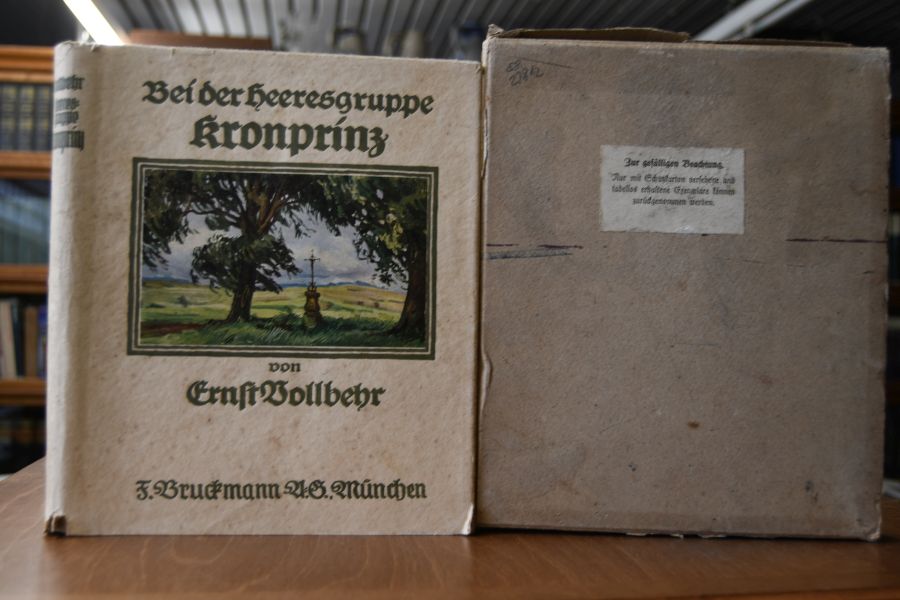 Bei der Heeresgruppe
Kronprinz
von
Ernst Vollbehr
F. Bruckmann A.G., München
Zur gefälligen Beachtung.
Nur mit Schutzkarton versehene und
tadellos erhaltene Exemplare können
zurückgenommen werden.